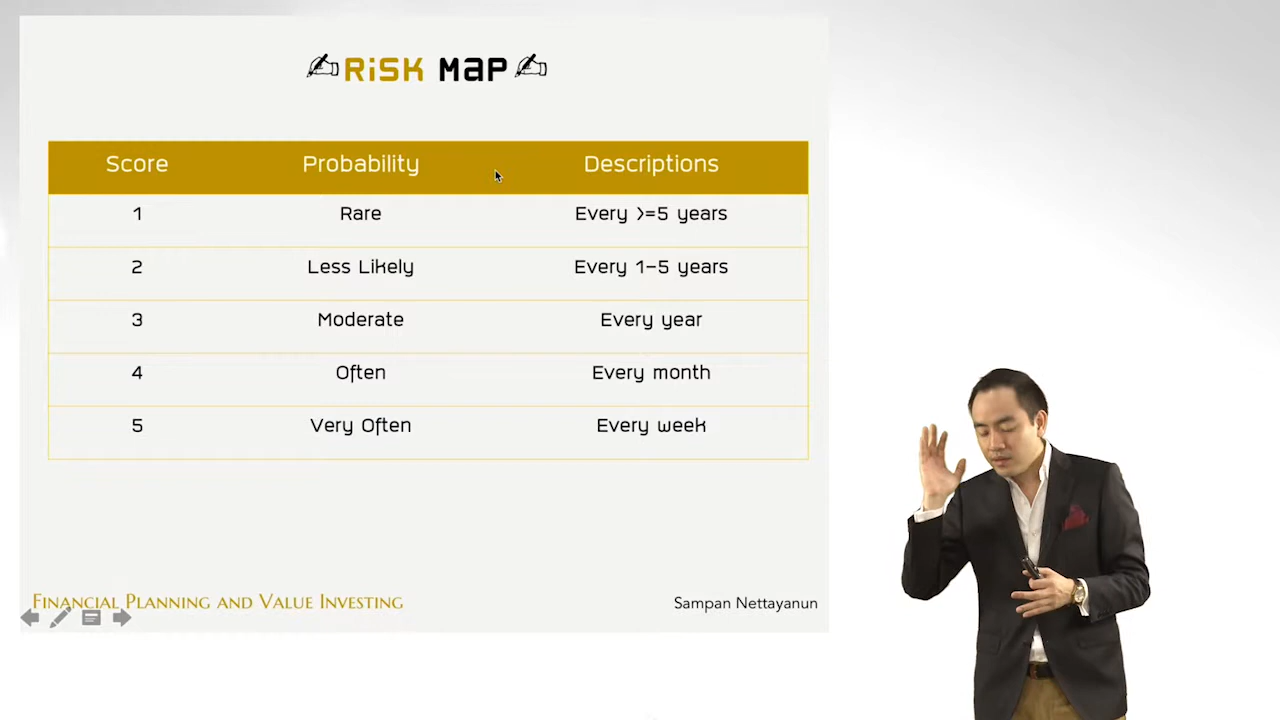 RiSK MaP
Score Probability Descriptions
1 Rare Every >=5 years
2 Less Likely Every 1-5 years
3 Moderate Every year
4 Often Every month
5 Very Often Every week
Financial Planning and Value Investing
Sampan Nettayanun